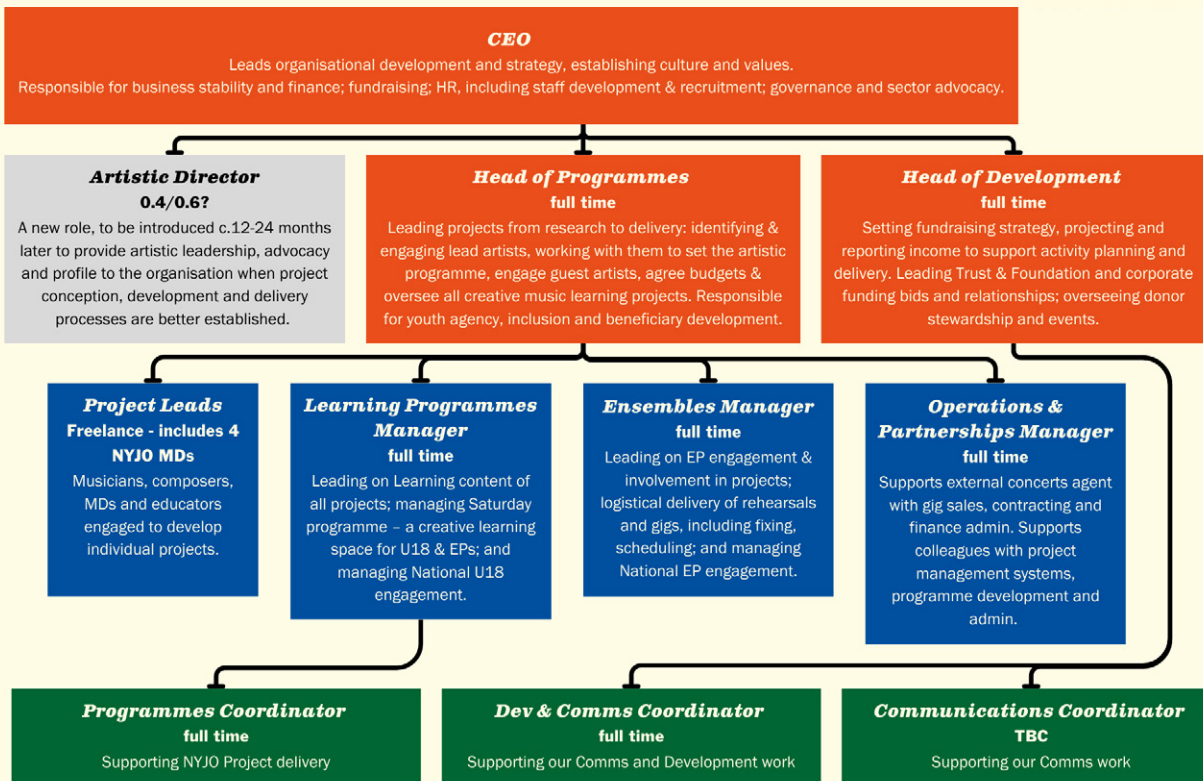 CEO
Leads organisational development and strategy, establishing culture and values.
Responsible for business stability and finance; fundraising; HR, including staff development & recruitment; governance and sector advocacy.
Artistic Director
0.4/0.6?
A new role, to be introduced c.12-24 months
later to provide artistic leadership, advocacy
and profile to the organisation when project
conception, development and delivery
processes are better established.
Head of Programmes
full time
Leading projects from research to delivery: identifying &
engaging lead artists, working with them to set the artistic
programme, engage guest artists, agree budgets &
oversee all creative music learning projects. Responsible
for youth agency, inclusion and beneficiary development.
Head of Development
full time
Setting fundraising strategy, projecting and
reporting income to support activity planning and
delivery. Leading Trust & Foundation and corporate
funding bids and relationships; overseeing donor
stewardship and events.
Project Leads
Freelance - includes 4
NYJO MDs
Musicians, composers,
MDs and educators
engaged to develop
individual projects.
Learning Programmes
Manager
full time
Leading on Learning content of
all projects; managing Saturday
programme – a creative learning
space for U18 & EPs; and
managing National U18
engagement.
Ensembles Manager
full time
Leading on EP engagement &
involvement in projects;
logistical delivery of rehearsals
and gigs, including fixing,
scheduling; and managing
National EP engagement.
Operations &
Partnerships Manager
full time
Supports external concerts agent
with gig sales, contracting and
finance admin. Supports
colleagues with project
management systems,
programme development and
admin.
Programmes Coordinator
full time
Supporting NYJO Project delivery
Dev & Comms Coordinator
full time
Supporting our Comms and Development work
Communications Coordinator
TBC
Supporting our Comms work